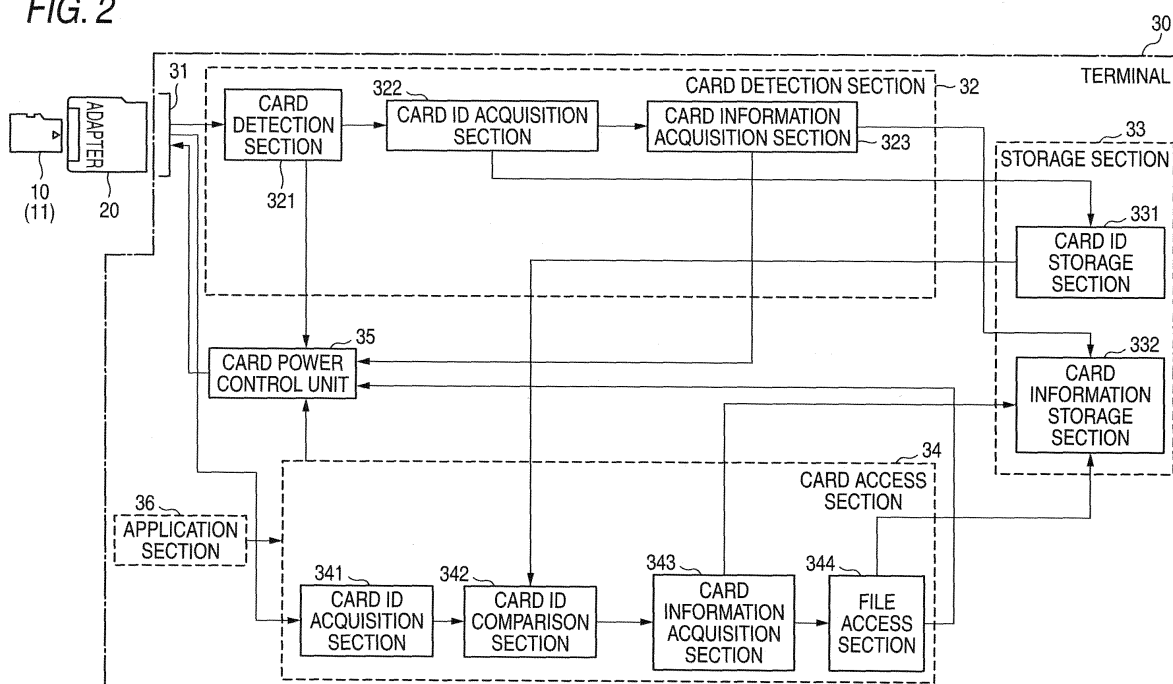 FIG. 2
30
TERMINAL
31
ADAPTER
10
(11)
20
CARD DETECTION SECTION
32
CARD
DETECTION
SECTION
321
322
CARD ID ACQUISITION
SECTION
CARD INFORMATION
ACQUISITION SECTION
323
33
STORAGE SECTION
331
CARD ID
STORAGE
SECTION
332
CARD
INFORMATION
STORAGE
SECTION
35
CARD POWER
CONTROL UNIT
34
CARD ACCESS
SECTION
36
APPLICATION
SECTION
341
CARD ID
ACQUISITION
SECTION
342
CARD ID
COMPARISON
SECTION
343
CARD
INFORMATION
ACQUISITION
SECTION
344
FILE
ACCESS
SECTION